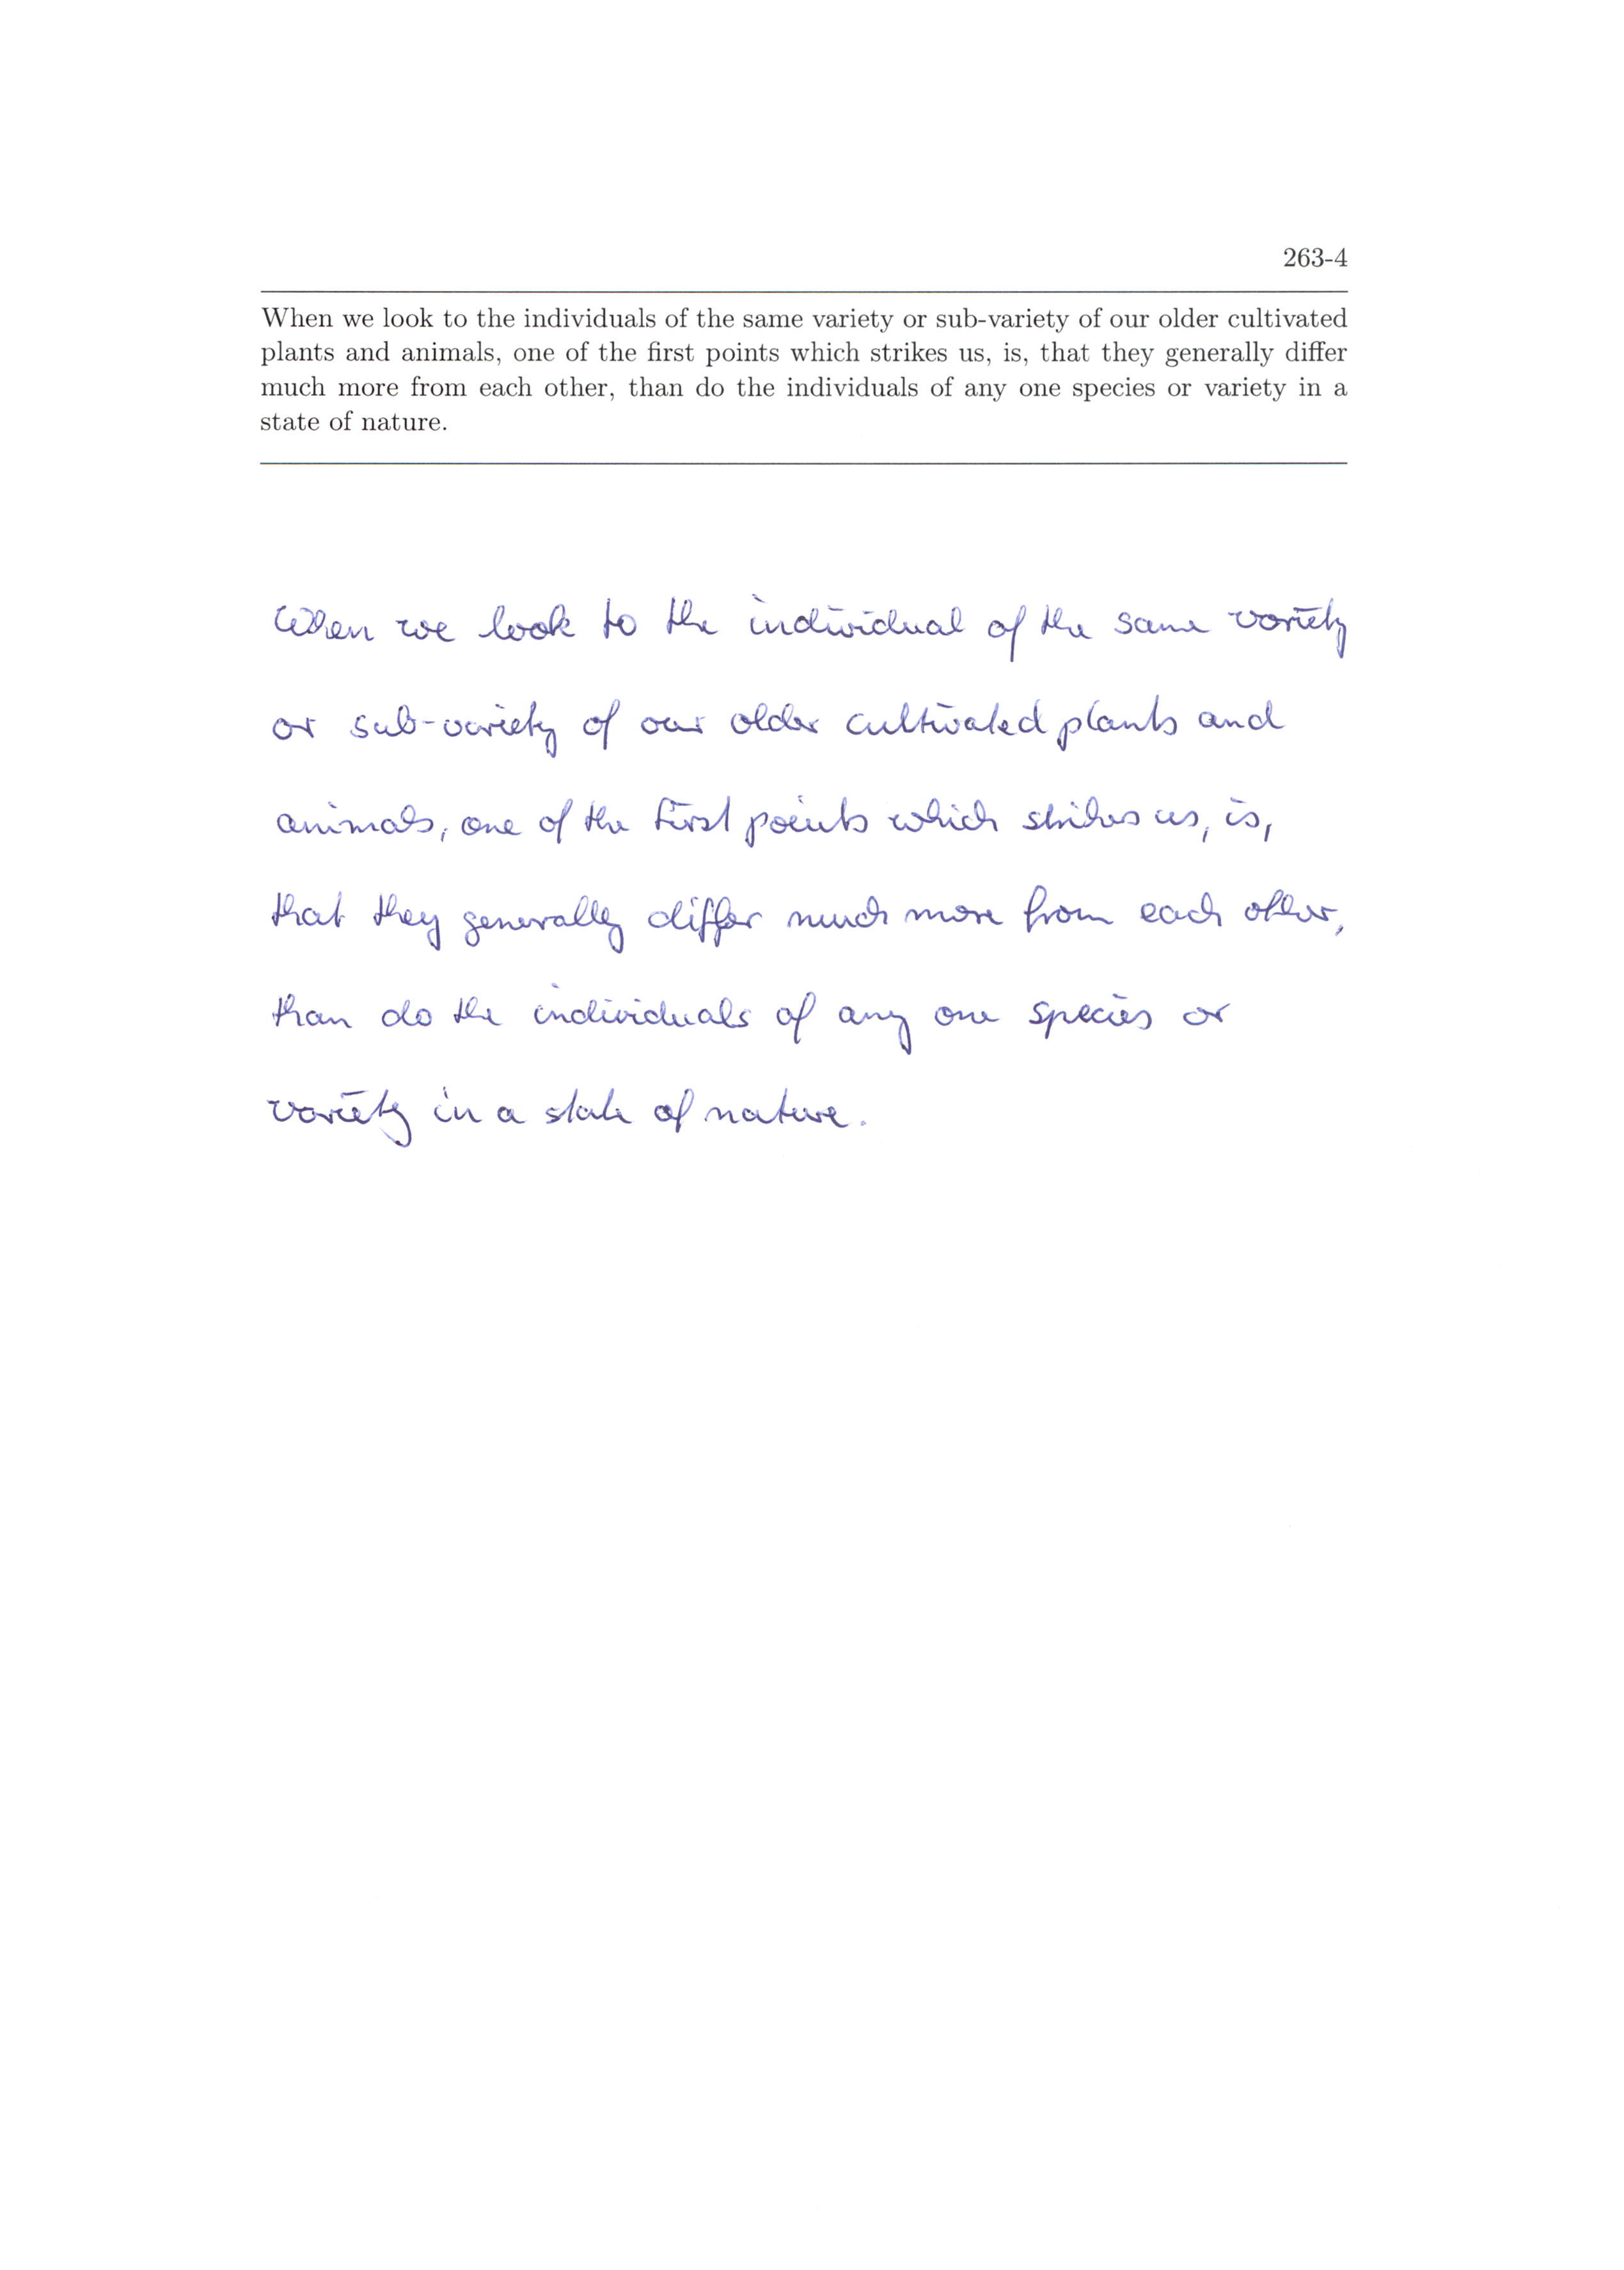 263-4
When we look to the individuals of the same variety or sub-variety of our older cultivated
plants and animals, one of the first points which strikes us, is, that they generally differ
much more from each other, than do the individuals of any one species or variety in a
state of nature.
When we look to the individual of the same variety
or sub-variety of our older cultivated plants and
animals, one of the first points which strikes us, is,
that they generally differ much more from each other,
than do the individuals of any one species or
variety in a state of nature.